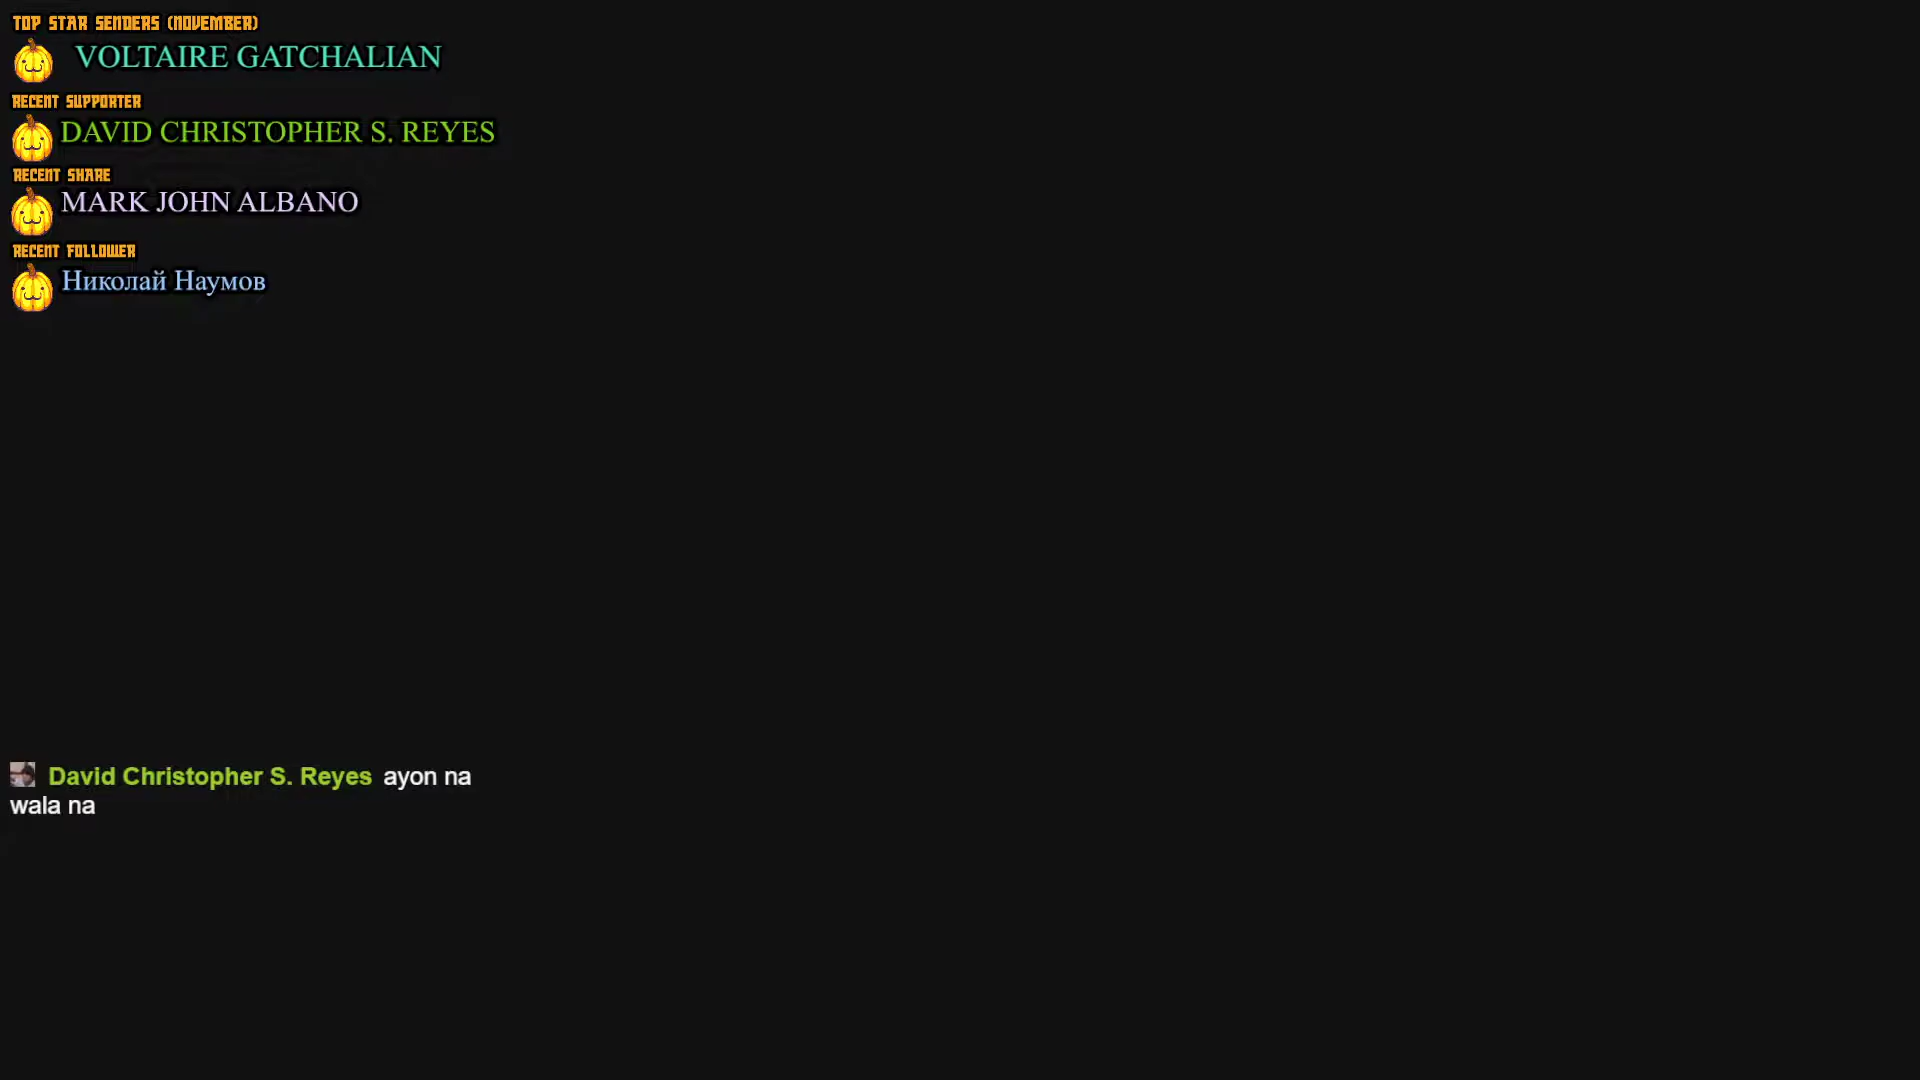 TOP STAR SENDERS (NOVEMBER)
VOLTAIRE GATCHALIAN
RECENT SUPPORTER
DAVID CHRISTOPHER S. REYES
RECENT SHARE
MARK JOHN ALBANO
RECENT FOLLOWER
Николай Наумов
David Christopher S. Reyes ayon na
wala na